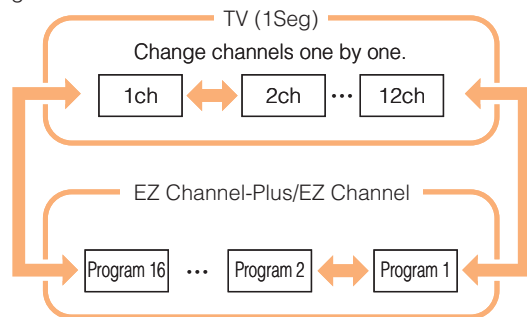 g
TV (1Seg)
Change channels one by one.
1ch 2ch ••• 12ch
EZ Channel-Plus/EZ Channel
Program 16 ••• Program 2 Program 1